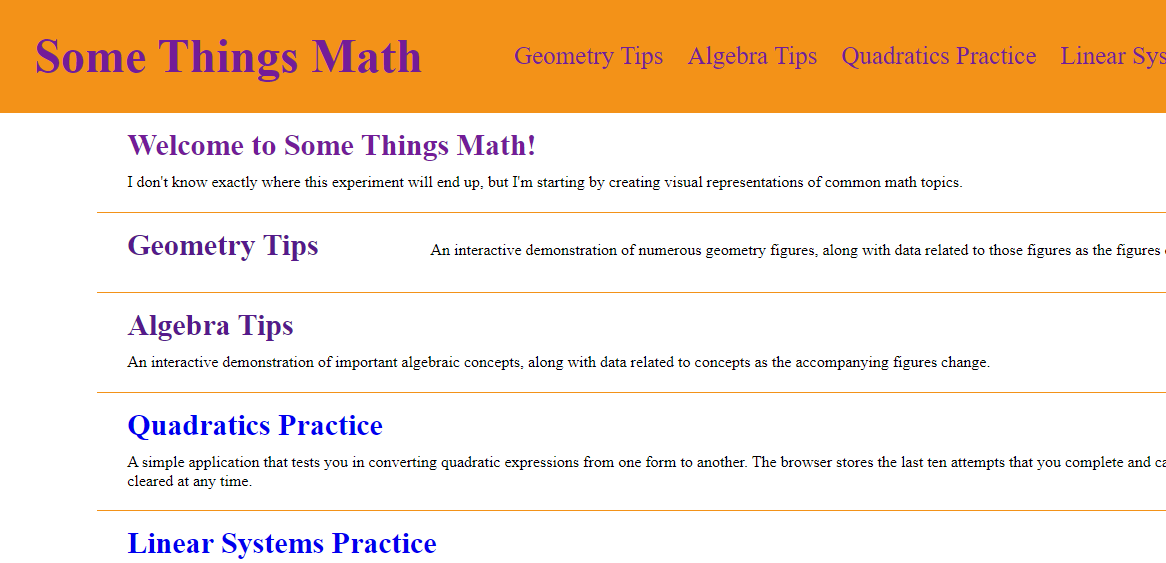 Some Things Math
Geometry Tips Algebra Tips Quadratics Practice Linear
Welcome to Some Things Math!
I don't know exactly where this experiment will end up, but I'm starting by creating visual representations of common math topics.
Geometry Tips
An interactive demonstration of numerous geometry figures, along with data related to those figures as the figures
Algebra Tips
An interactive demonstration of important algebraic concepts, along with data related to concepts as the accompanying figures change.
Quadratics Practice
A simple application that tests you in converting quadratic expressions from one form to another. The browser stores the last ten attempts that you complete and
cleared at any time.
Linear Systems Practice